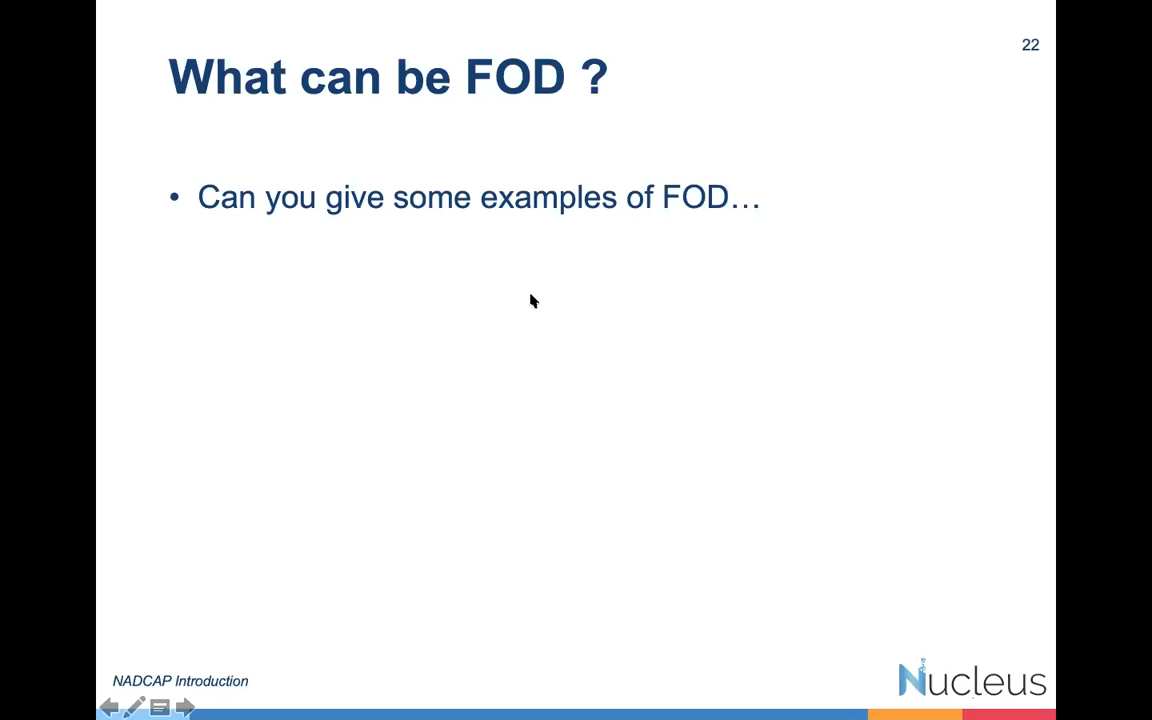 22
What can be FOD ?
• Can you give some examples of FOD…
NADCAP Introduction
Nucleus